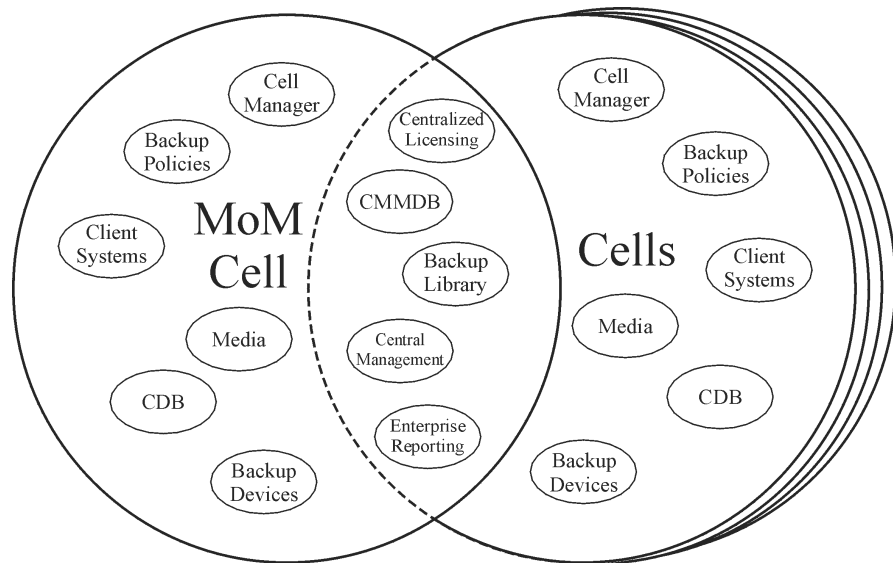 Cell
Manager
Backup
Policies
Client
Systems
MoM
Cell
Media
CDB
Backup
Devices
Centralized
Licensing
CMMDB
Backup
Library
Central
Management
Enterprise
Reporting
Cell
Manager
Backup
Policies
Cells
Client
Systems
Media
CDB
Backup
Devices